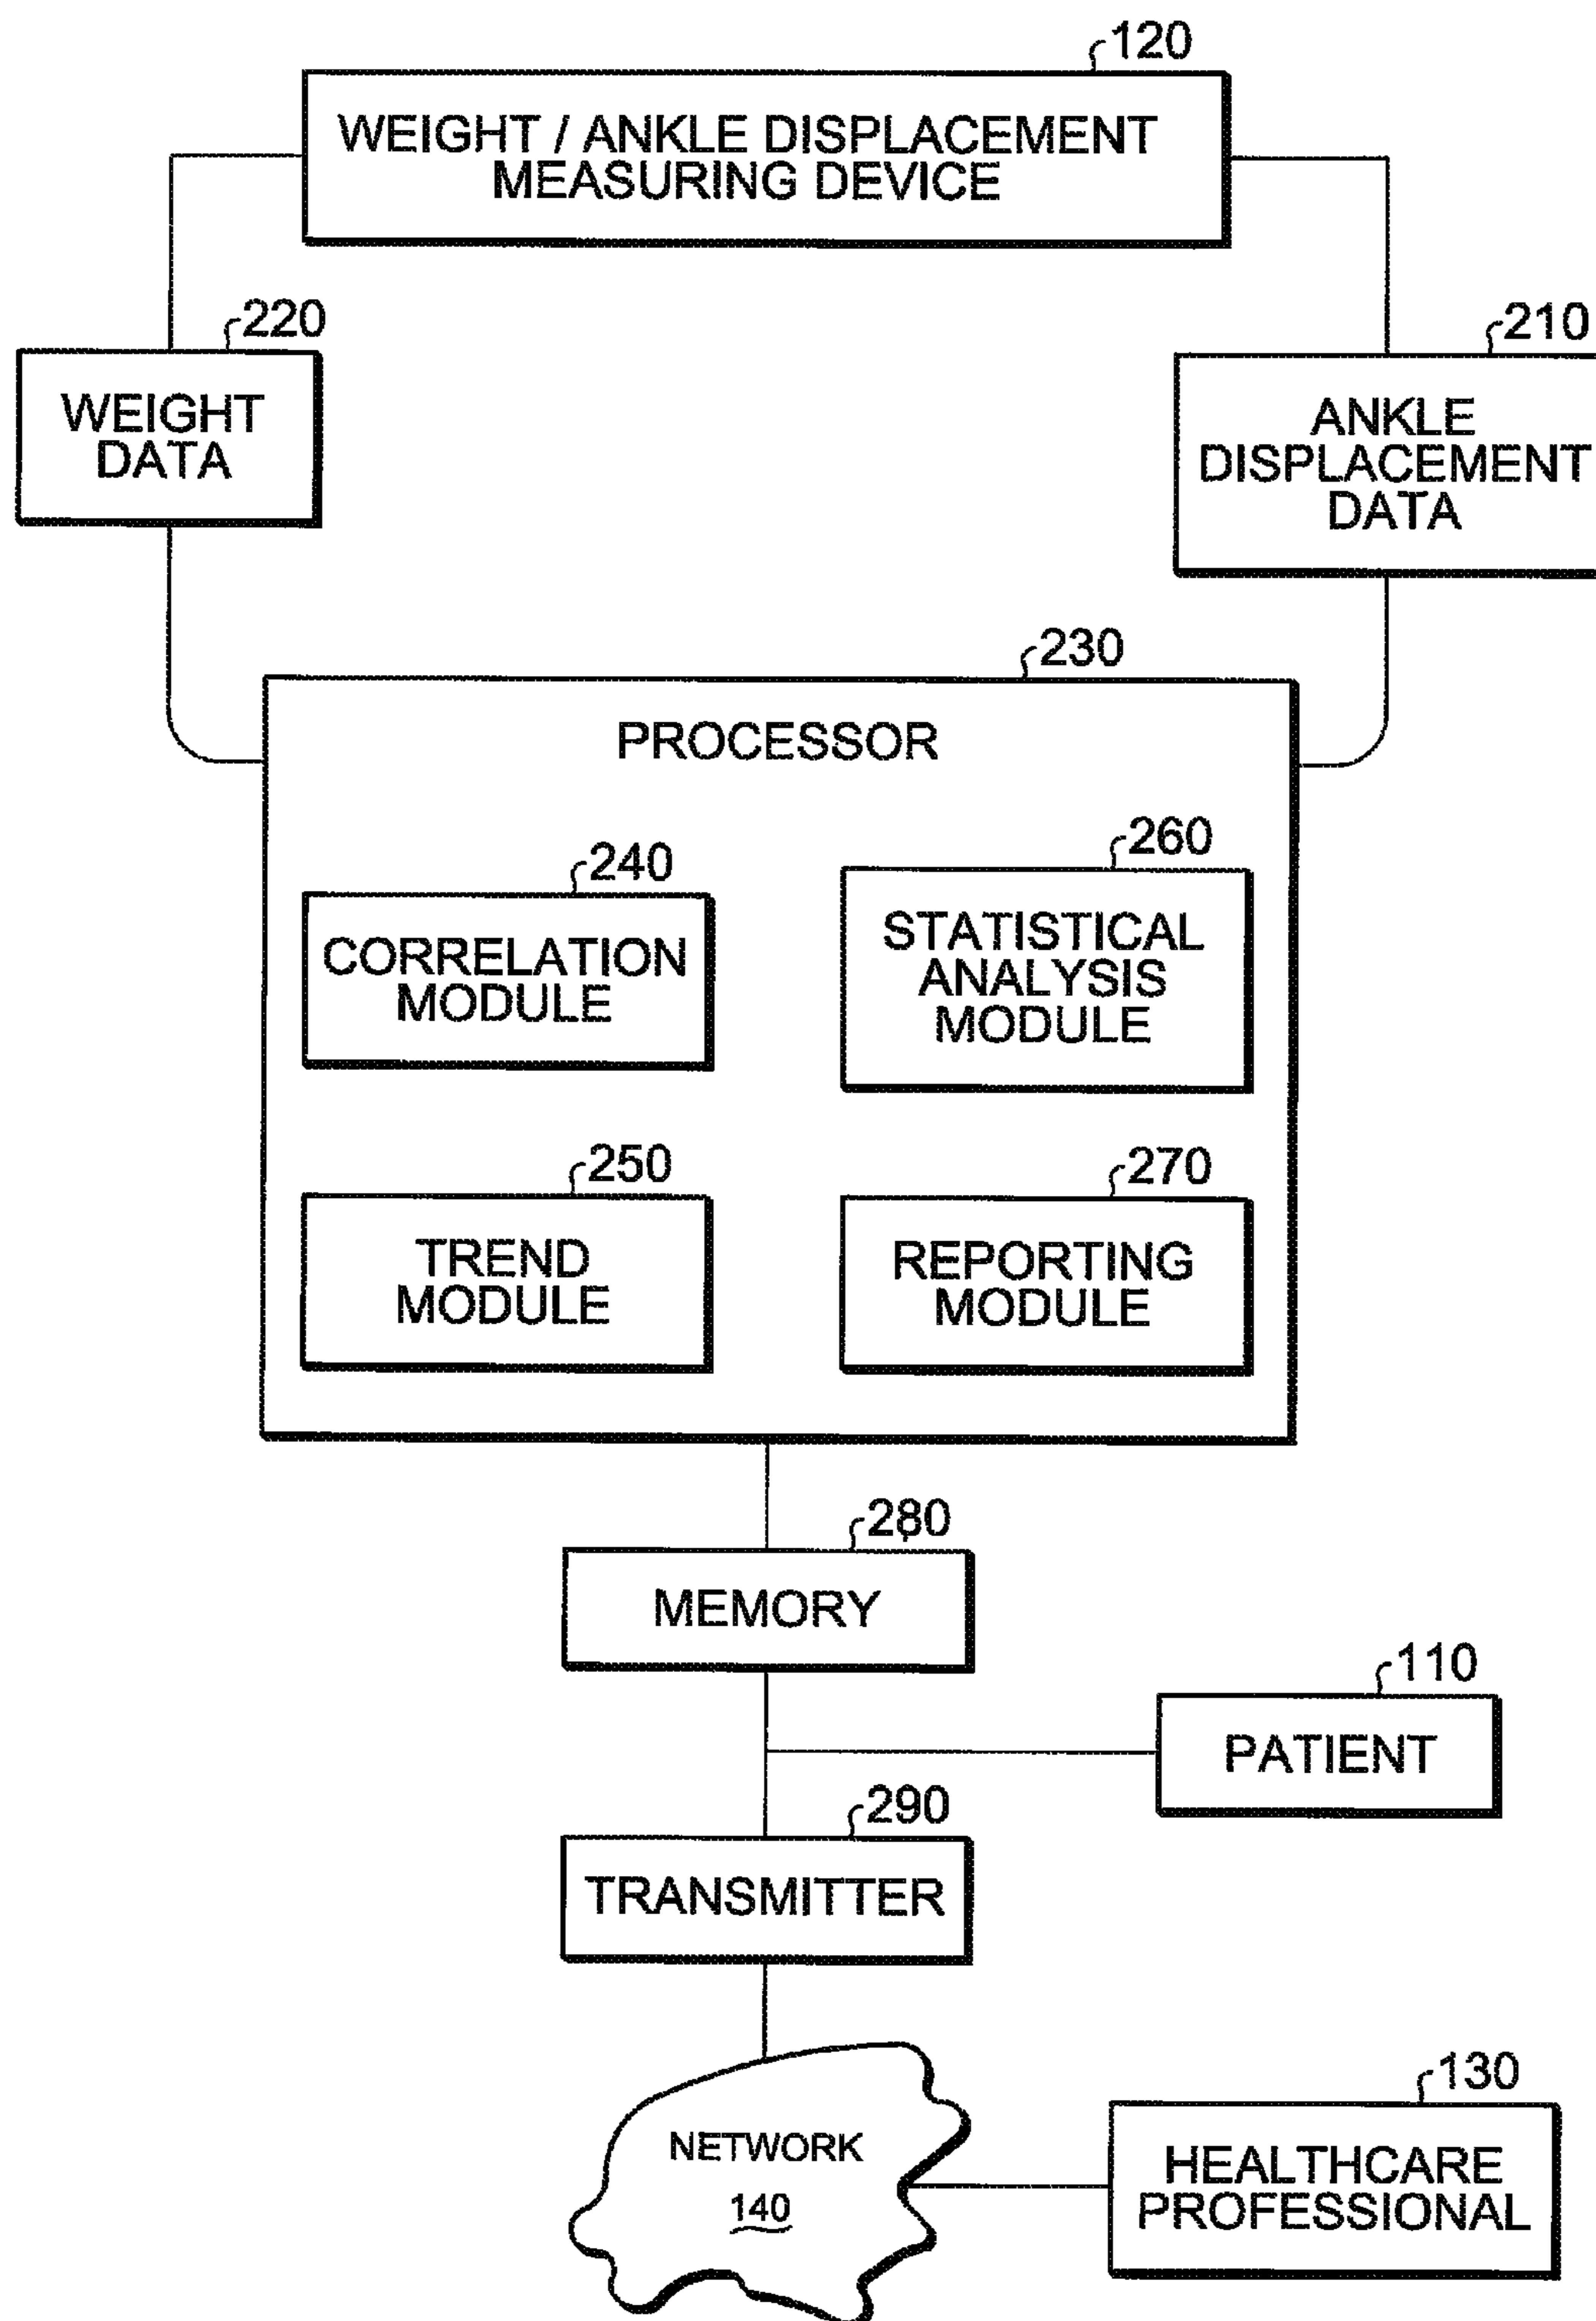 120
WEIGHT / ANKLE DISPLACEMENT
MEASURING DEVICE
220
WEIGHT
DATA
210
ANKLE
DISPLACEMENT
DATA
230
PROCESSOR
240
CORRELATION
MODULE
260
STATISTICAL
ANALYSIS
MODULE
250
TREND
MODULE
270
REPORTING
MODULE
280
MEMORY
110
PATIENT
290
TRANSMITTER
NETWORK
140
130
HEALTHCARE
PROFESSIONAL